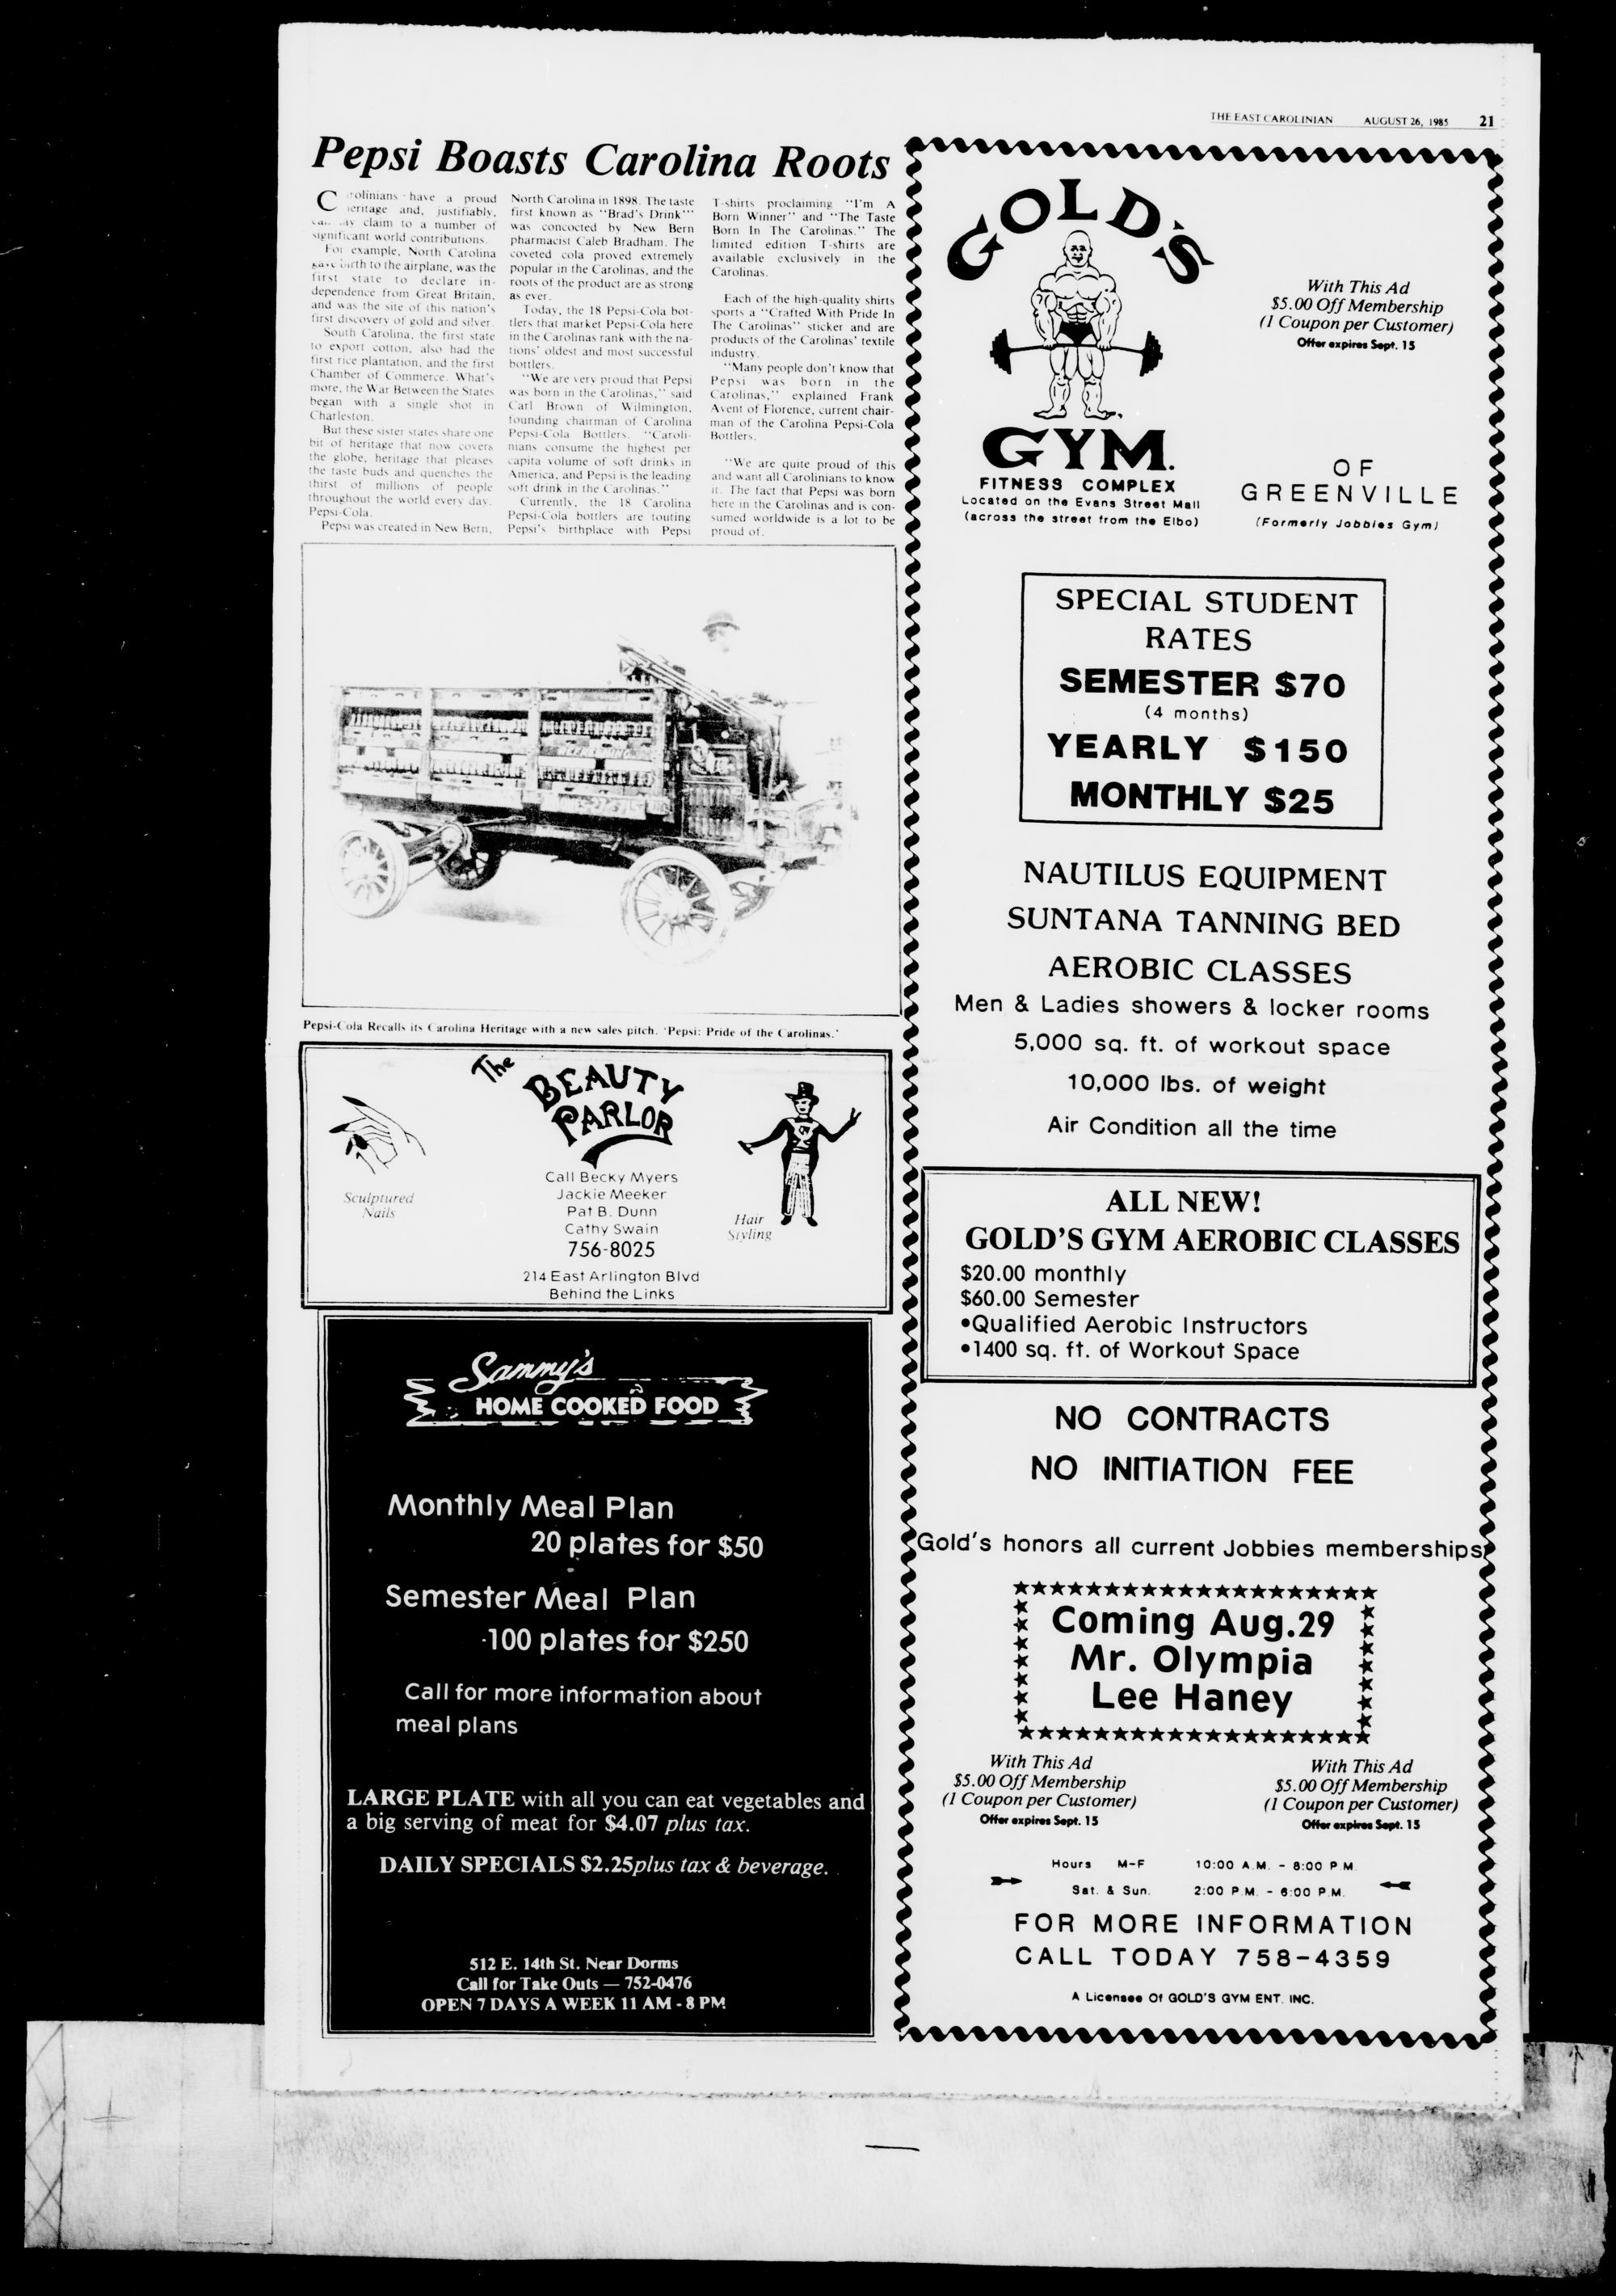 THE EAST CAROLINIAN AUGUST 26, 1985 21
Pepsi Boasts Carolina Roots
C rolinians have a proud
heritage and, justifiably,
can lay claim to a number of
significant world contributions.
For example, North Carolina
gave birth to the airplane, was the
first state to declare in-
dependence from Great Britain,
and was the site of this nation's
first discovery of gold and silver.
South Carolina, the first state
to export cotton, also had the
first rice plantation, and the first
Chamber of Commerce. What's
more, the War Between the States
began with a single shot in
Charleston.
But these sister states share one
bit of heritage that now covers
the globe, heritage that pleases
the taste buds and quenches the
thirst of millions of people
throughout the world every day.
Pepsi-Cola.
Pepsi was created in New Bern,
North Carolina in 1898. The taste
first known as "Brad's Drink'"
was concocted by New Bern
pharmacist Caleb Bradham. The
coveted cola proved extremely
popular in the Carolinas, and the
roots of the product are as strong
as ever.
Today, the 18 Pepsi-Cola bot-
tlers that market Pepsi-Cola here
in the Carolinas rank with the na-
tions' oldest and most successful
bottlers.
"We are very proud that Pepsi
was born in the Carolinas," said
Carl Brown of Wilmington,
founding chairman of Carolina
Pepsi-Cola Bottlers. "Caroli-
nians consume the highest per
capita volume of soft drinks in
America, and Pepsi is the leading
soft drink in the Carolinas."
Currently, the 18 Carolina
Pepsi-Cola bottlers are touting
Pepsi's birthplace with Pepsi
T-shirts proclaiming "I'm A
Born Winner" and "The Taste
Born In The Carolinas." The
limited edition T-shirts are
available exclusively in the
Carolinas.
Each of the high-quality shirts
sports a "Crafted With Pride In
The Carolinas" sticker and are
products of the Carolinas' textile
industry.
"Many people don't know that
Pepsi was born in the
Carolinas," explained Frank
Avent of Florence, current chair-
man of the Carolina Pepsi-Cola
Bottlers.
"We are quite proud of this
and want all Carolinians to know
it. The fact that Pepsi was born
here in the Carolinas and is con-
sumed worldwide is a lot to be
proud of.
Pepsi-Cola Recalls its Carolina Heritage with a new sales pitch. 'Pepsi: Pride of the Carolinas.'
The
BEAUTY
PARLOR
Sculptured
Nails
Call Becky Myers
Jackie Meeker
Pat B. Dunn
Cathy Swain
756-8025
Hair
Styling
214 East Arlington Blvd
Behind the Links
Sammy's
HOME COOKED FOOD
Monthly Meal Plan
20 plates for $50
Semester Meal Plan
100 plates for $250
Call for more information about
meal plans
LARGE PLATE with all you can eat vegetables and
a big serving of meat for $4.07 plus tax.
DAILY SPECIALS $2.25 plus tax & beverage.
512 E. 14th St. Near Dorms
Call for Take Outs — 752-0476
OPEN 7 DAYS A WEEK 11 AM - 8 PM
GOLD'S
GYM.
FITNESS COMPLEX
Located on the Evans Street Mall
(across the street from the Elbo)
With This Ad
$5.00 Off Membership
(1 Coupon per Customer)
Offer expires Sept. 15
OF
GREENVILLE
(Formerly Jobbies Gym)
SPECIAL STUDENT
RATES
SEMESTER $70
(4 months)
YEARLY $150
MONTHLY $25
NAUTILUS EQUIPMENT
SUNTANA TANNING BED
AEROBIC CLASSES
Men & Ladies showers & locker rooms
5,000 sq. ft. of workout space
10,000 lbs. of weight
Air Condition all the time
ALL NEW!
GOLD'S GYM AEROBIC CLASSES
$20.00 monthly
$60.00 Semester
•Qualified Aerobic Instructors
•1400 sq. ft. of Workout Space
NO CONTRACTS
NO INITIATION FEE
Gold's honors all current Jobbies memberships
Coming Aug.29
Mr. Olympia
Lee Haney
With This Ad
$5.00 Off Membership
(1 Coupon per Customer)
Offer expires Sept. 15
With This Ad
$5.00 Off Membership
(1 Coupon per Customer)
Offer expires Sept. 15
Hours M-F 10:00 A.M. - 8:00 P.M.
Sat. & Sun. 2:00 P.M. - 6:00 P.M.
FOR MORE INFORMATION
CALL TODAY 758-4359
A Licensee Of GOLD'S GYM ENT. INC.